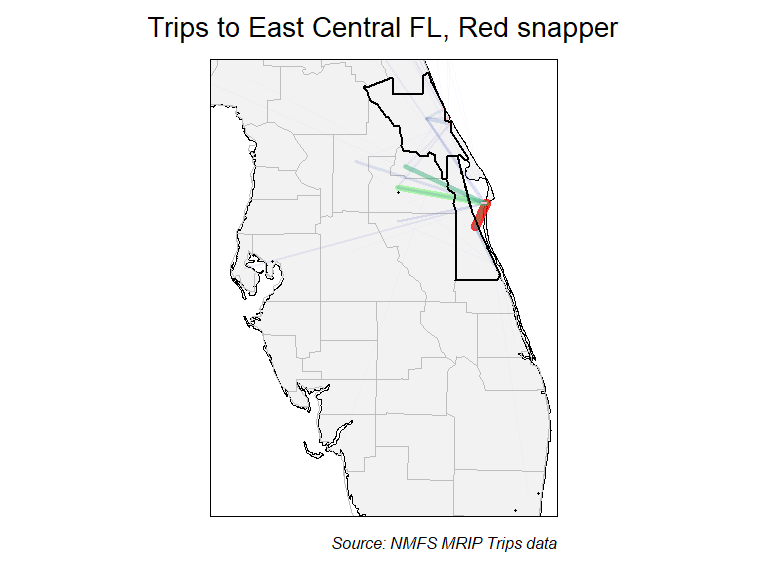 Trips to East Central FL, Red snapper
Source: NMFS MRIP Trips data